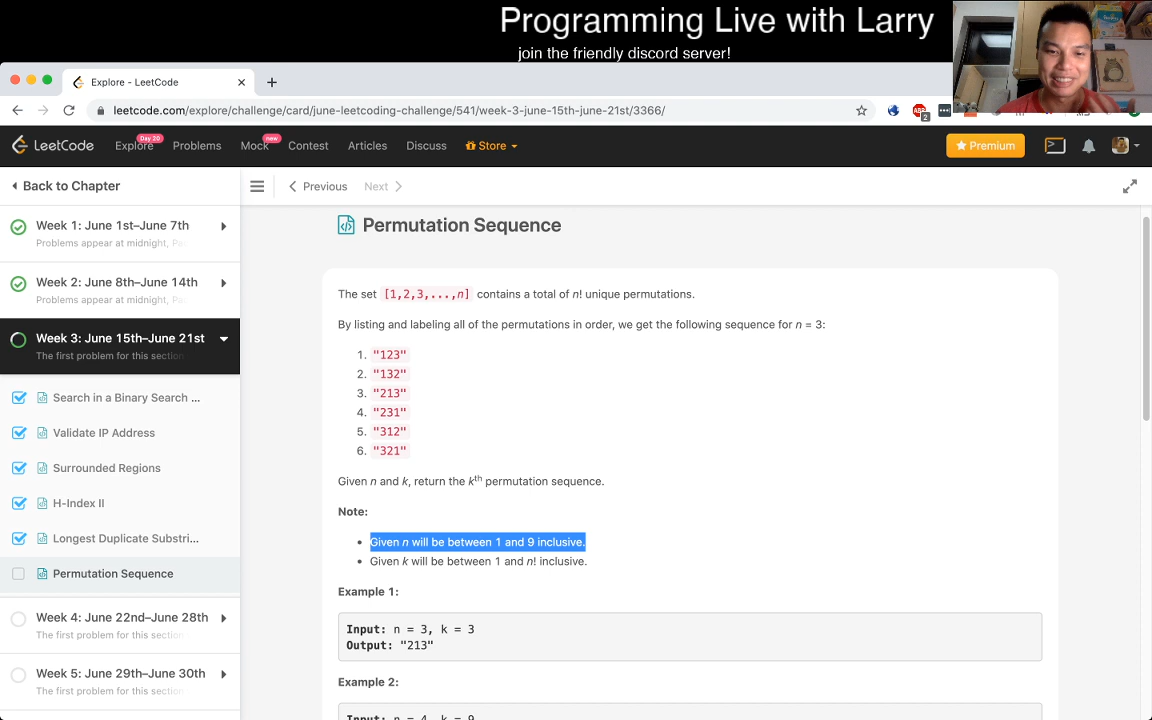 Programming Live with Larry
join the friendly discord server!
Explore - LeetCode
leetcode.com/explore/challenge/card/june-leetcoding-challenge/541/week-3-june-15th-june-21st/3366/
ABP
2
LeetCode
Explore
Day 20
Problems
Mock
new
Contest
Articles
Discuss
Store
Premium
Back to Chapter
Previous
Next
Week 1: June 1st–June 7th
Problems appear at midnight, Pa
Week 2: June 8th–June 14th
Problems appear at midnight, Pa
Week 3: June 15th–June 21st
The first problem for this section
Search in a Binary Search ...
Validate IP Address
Surrounded Regions
H-Index II
Longest Duplicate Substri...
Permutation Sequence
Week 4: June 22nd–June 28th
The first problem for this section
Week 5: June 29th–June 30th
The first problem for this section
Permutation Sequence
The set [1,2,3,...,n] contains a total of n! unique permutations.
By listing and labeling all of the permutations in order, we get the following sequence for n = 3:
1. "123"
2. "132"
3. "213"
4. "231"
5. "312"
6. "321"
Given n and k, return the kth permutation sequence.
Note:
• Given n will be between 1 and 9 inclusive.
• Given k will be between 1 and n! inclusive.
Example 1:
Input: n = 3, k = 3
Output: "213"
Example 2:
Input: n = 4, k = 9